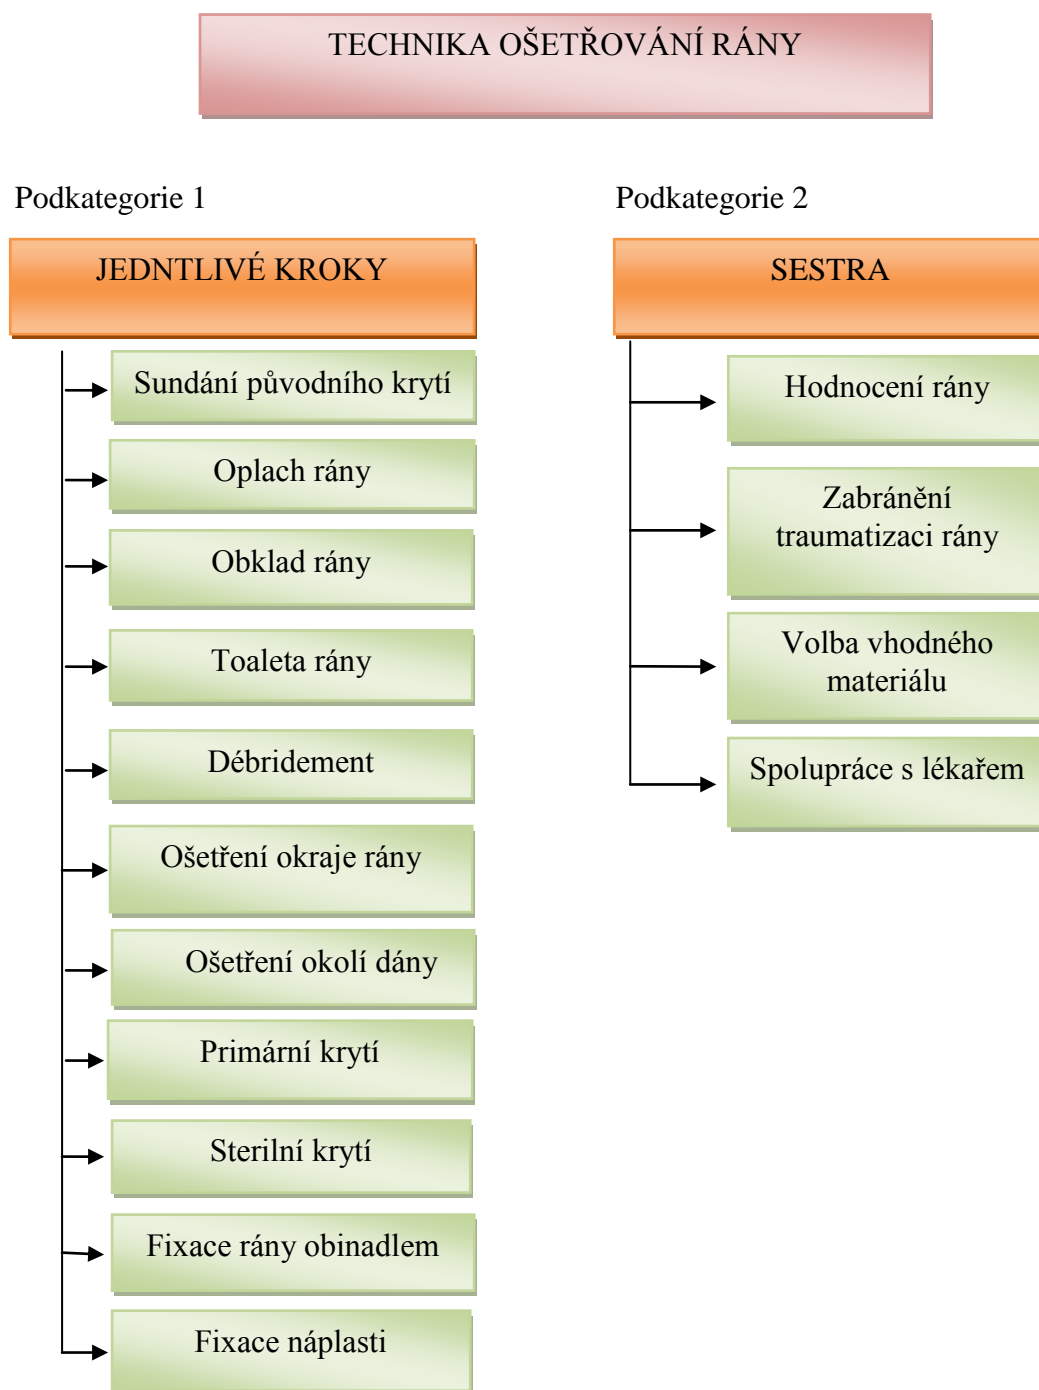 TECHNIKA OŠETŘOVÁNÍ RÁNY
Podkategorie 1
JEDNTLIVÉ KROKY
Sundání původního krytí
Oplach rány
Obklad rány
Toaleta rány
Débridement
Ošetření okraje rány
Ošetření okolí dány
Primární krytí
Sterilní krytí
Fixace rány obinadlem
Fixace náplasti
Podkategorie 2
SESTRA
Hodnocení rány
Zabránění
traumatizaci rány
Volba vhodného
materiálu
Spolupráce s lékařem